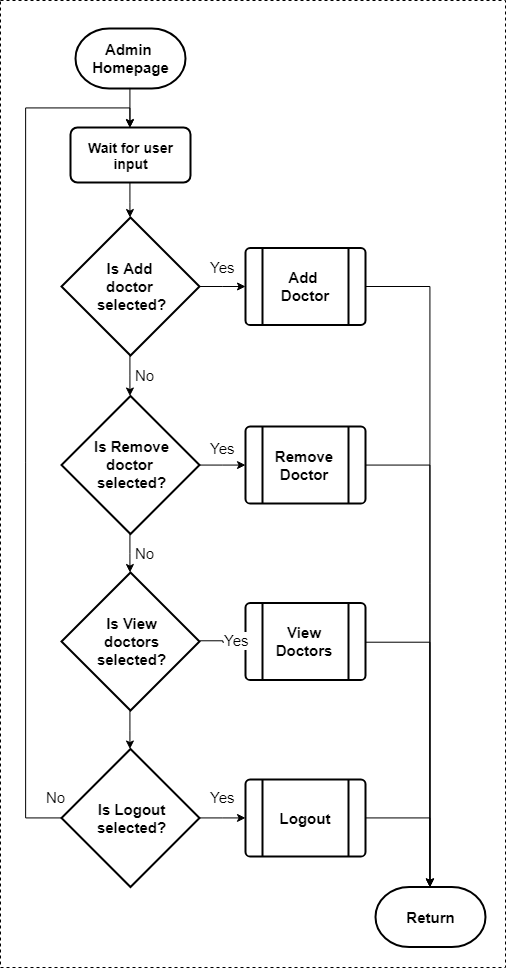 Admin
Homepage
Wait for user
input
Is Add
doctor
selected?
Yes
Add
Doctor
No
Is Remove
doctor
selected?
Yes
Remove
Doctor
No
Is View
doctors
selected?
Yes
View
Doctors
No
Is Logout
selected?
Yes
Logout
Return